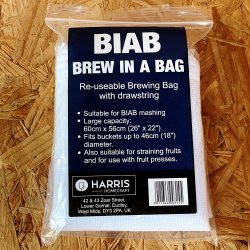 BIAB
BREW IN A BAG
Re-useable Brewing Bag
with drawstring
• Suitable for BIAB mashing
• Large capacity:
60cm x 56cm (26" x 22")
• Fits buckets up to 46cm (18")
diameter.
• Also suitable for straining fruits
and for use with fruit presses.
HARRIS
HOMECRAFT
42 & 43 Zoar Street,
Lower Gornal, Dudley,
West Mids, DY3 2PA, UK